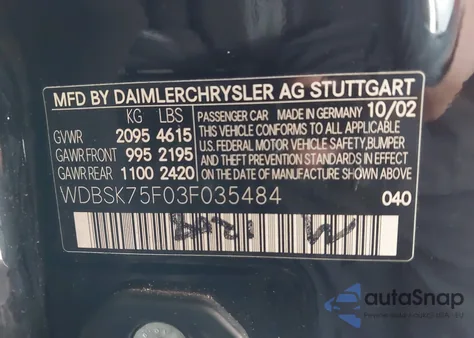 MFD BY DAIMLERCHRYSLER AG STUTTGART
KG LBS
GVWR 2095 4615
GAWR FRONT 995 2195
GAWR REAR 1100 2420
PASSENGER CAR MADE IN GERMANY 10/02
THIS VEHICLE CONFORMS TO ALL APPLICABLE
U.S. FEDERAL MOTOR VEHICLE SAFETY, BUMPER
AND THEFT PREVENTION STANDARDS IN EFFECT
ON THE DATE OF MANUFACTURE SHOWN ABOVE.
WDBSK75F03F035484
040
autoSnap